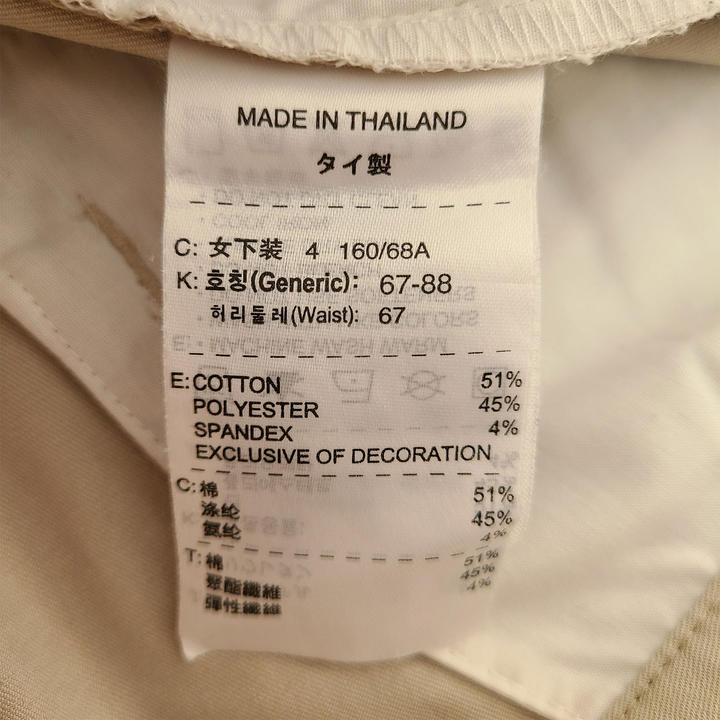 MADE IN THAILAND
タイ製
C: 女下装 4 160/68A
K: 호칭(Generic): 67-88
허리둘레(Waist): 67
E: COTTON 51%
POLYESTER 45%
SPANDEX 4%
EXCLUSIVE OF DECORATION
C: 棉 51%
涤纶 45%
氨纶 4%
T: 棉 51%
聚酯纖維 45%
彈性纖維 4%